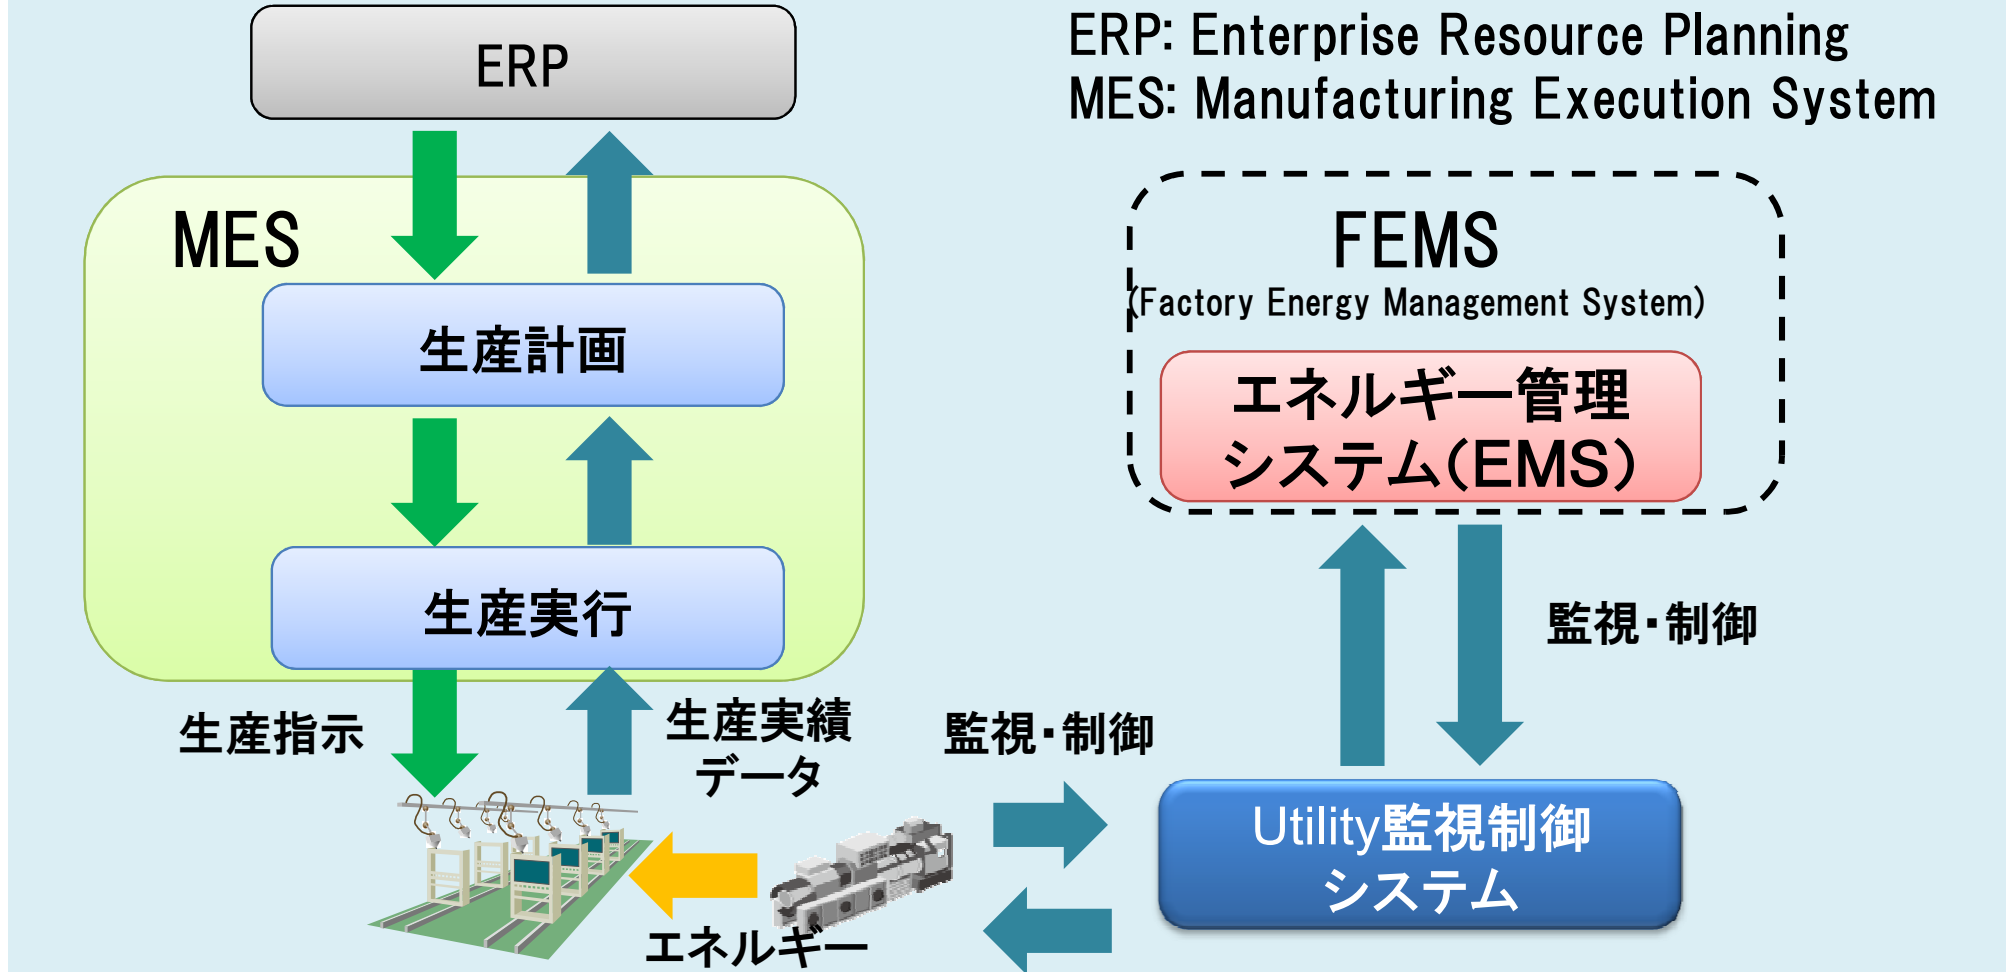 ERP
ERP: Enterprise Resource Planning
MES: Manufacturing Execution System
MES
生産計画
生産実行
生産指示
生産実績
データ
エネルギー
FEMS
(Factory Energy Management System)
エネルギー管理
システム(EMS)
監視・制御
監視・制御
Utility監視制御
システム